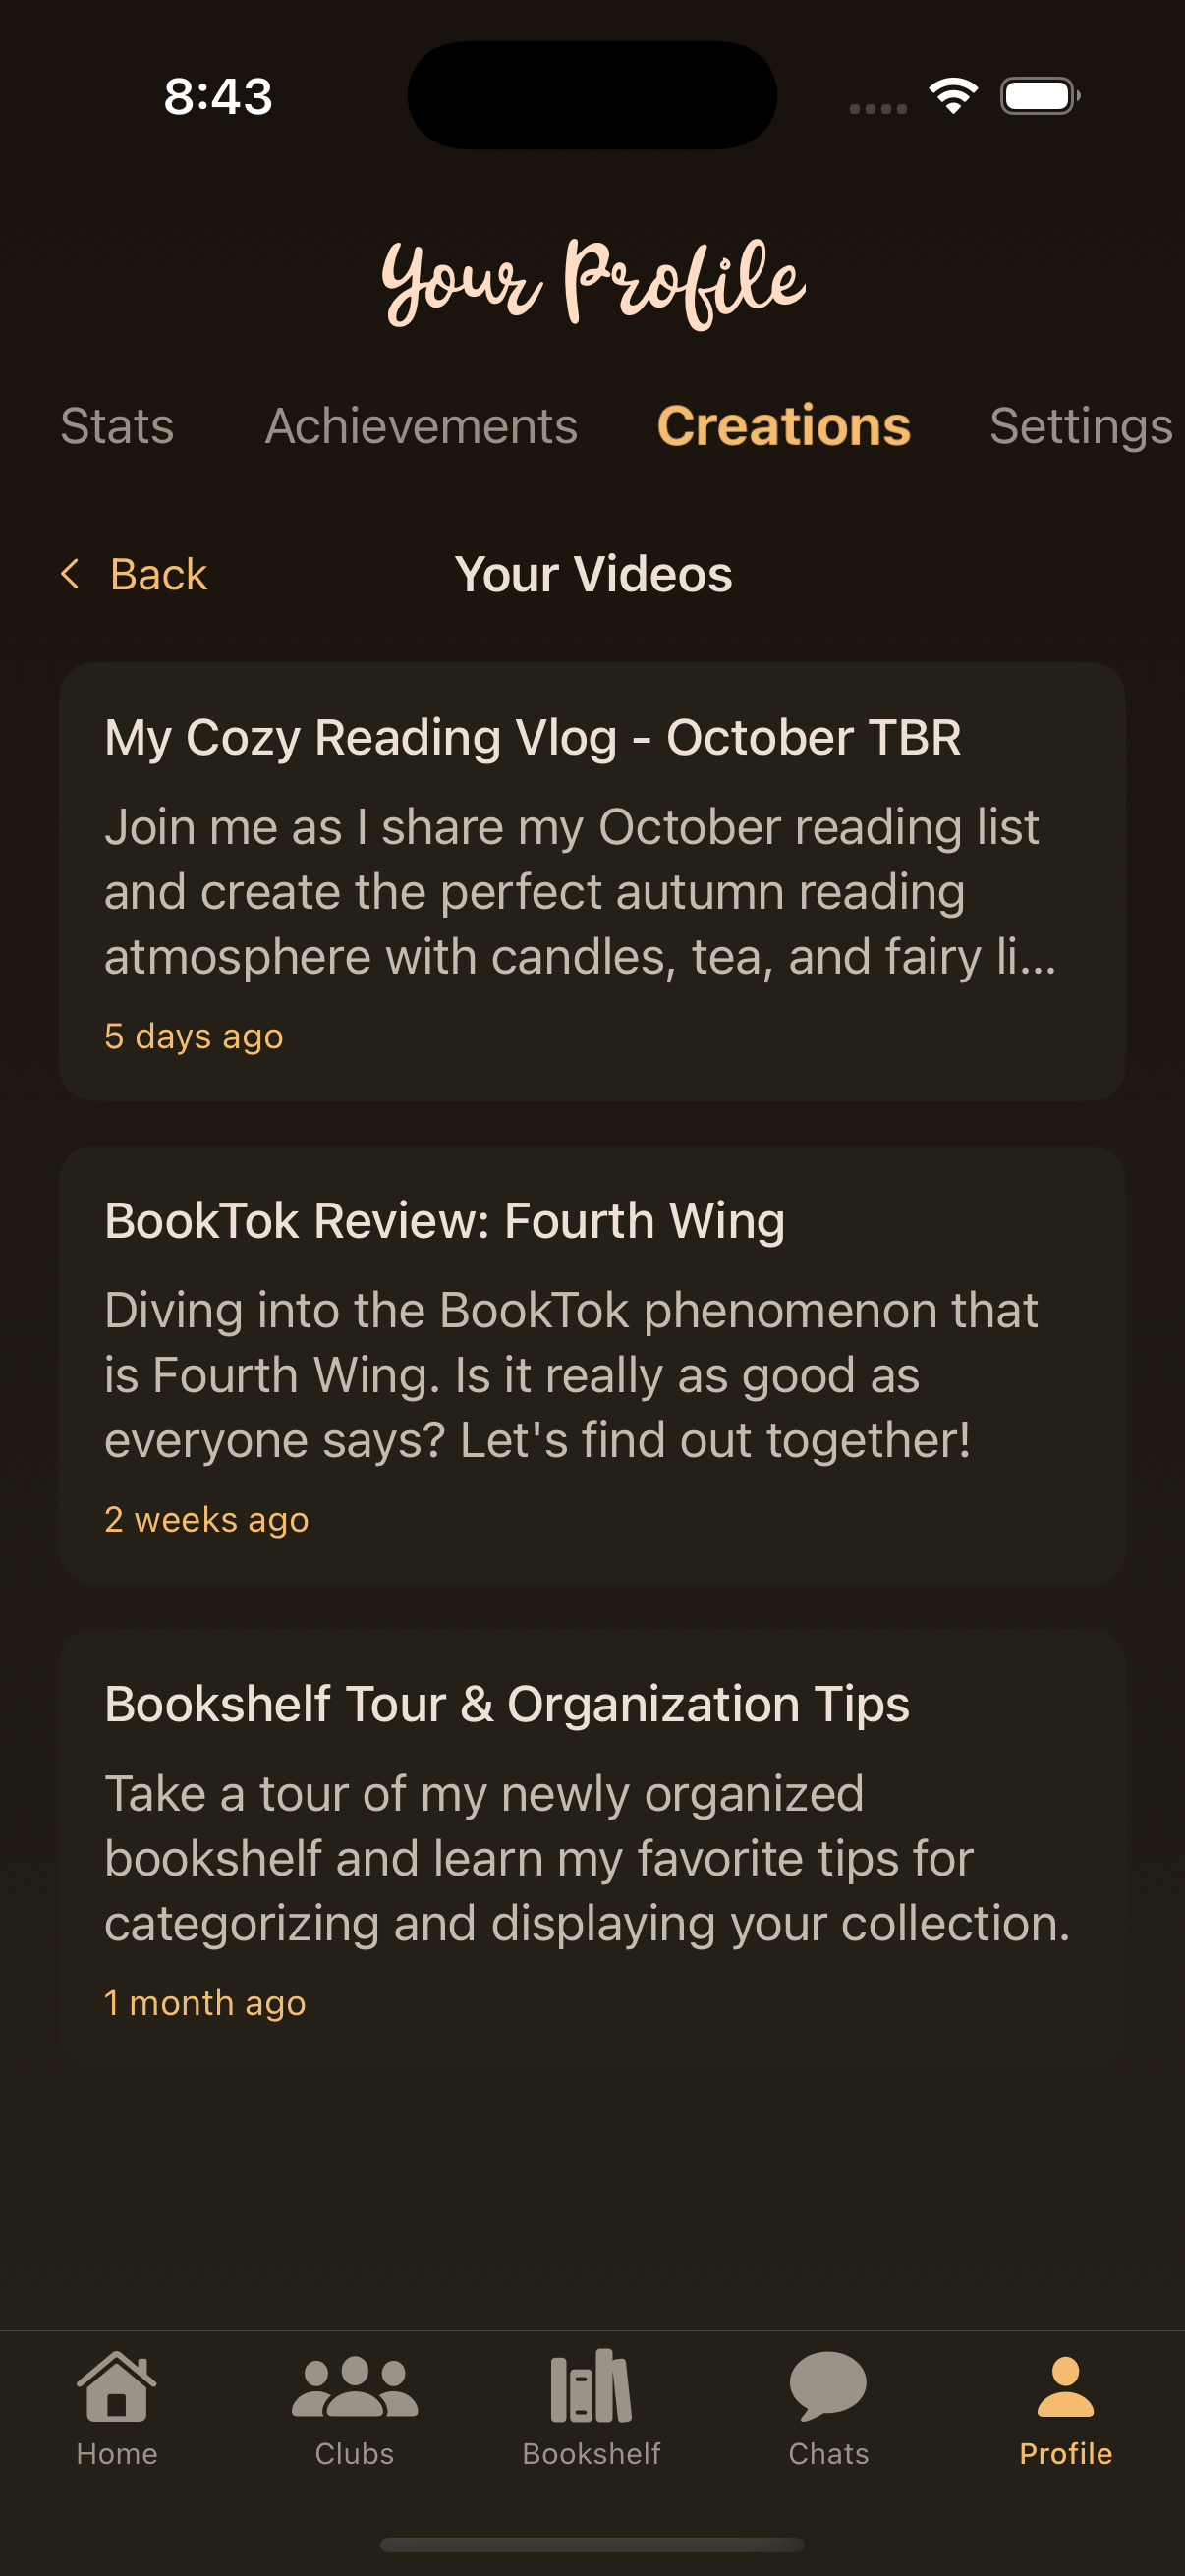 8:43
Your Profile
Stats Achievements Creations Settings
Back Your Videos
My Cozy Reading Vlog - October TBR
Join me as I share my October reading list
and create the perfect autumn reading
atmosphere with candles, tea, and fairy li...
5 days ago
BookTok Review: Fourth Wing
Diving into the BookTok phenomenon that
is Fourth Wing. Is it really as good as
everyone says? Let's find out together!
2 weeks ago
Bookshelf Tour & Organization Tips
Take a tour of my newly organized
bookshelf and learn my favorite tips for
categorizing and displaying your collection.
1 month ago
Home Clubs Bookshelf Chats Profile